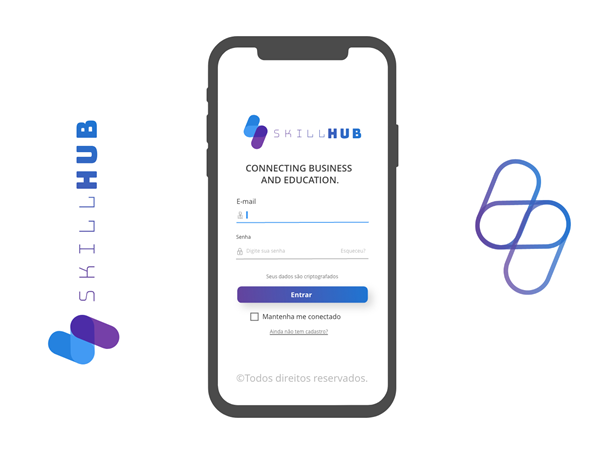 SKILLHUB
SKILLHUB
CONNECTING BUSINESS
AND EDUCATION.
E-mail
Senha
Digite sua senha Esqueceu?
Seus dados são criptografados
Entrar
Mantenha me conectado
Ainda não tem cadastro?
©Todos direitos reservados.